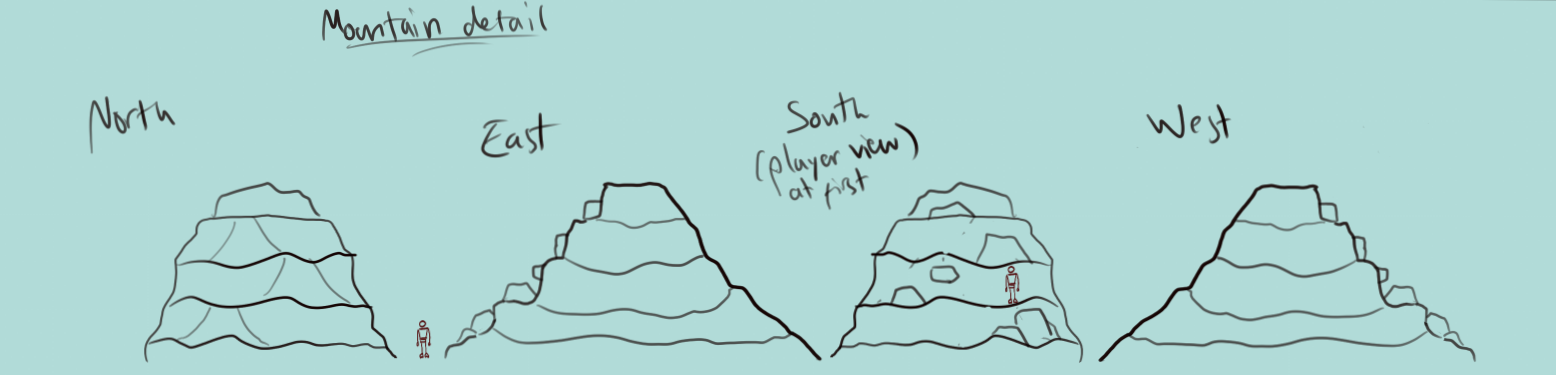 Mountain detail
North
East
South
(player view)
at first
West